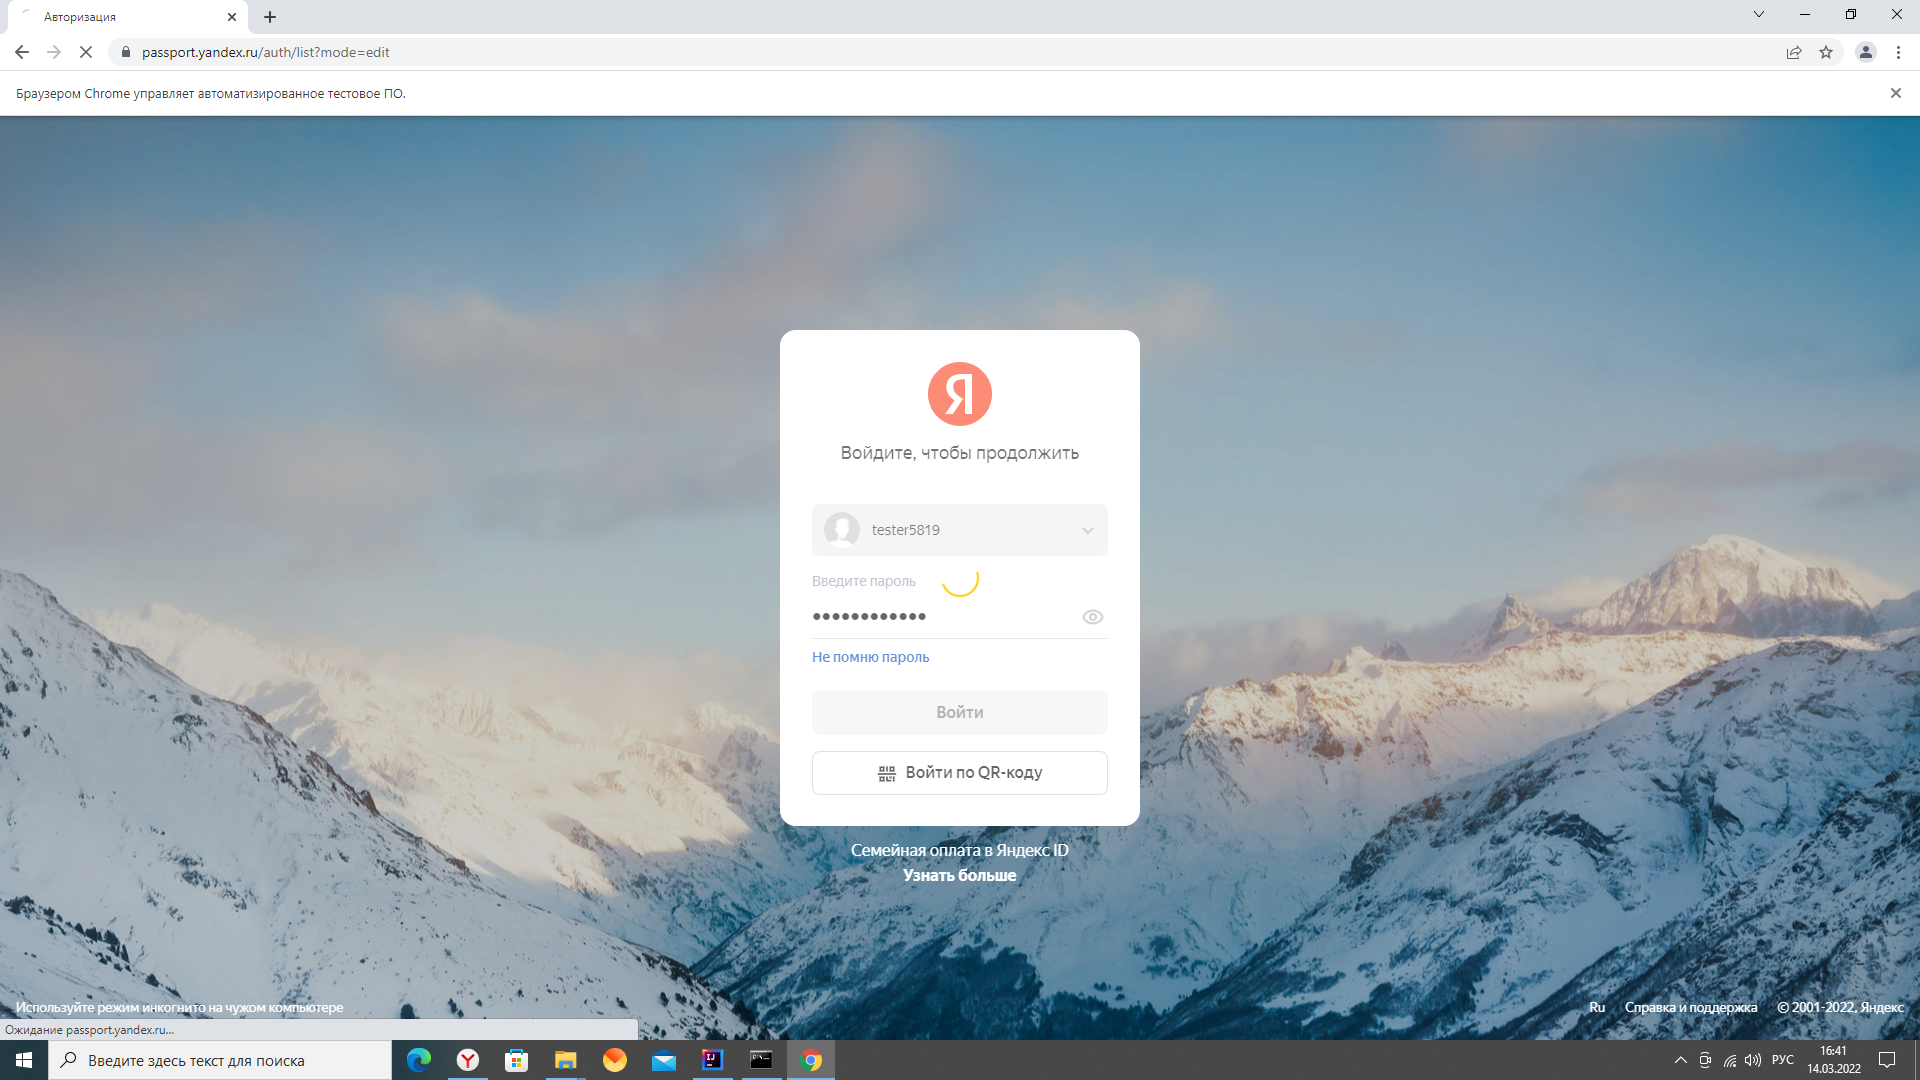 Авторизация
passport.yandex.ru/auth/list?mode=edit
Браузером Chrome управляет автоматизированное тестовое ПО.
Я
Войдите, чтобы продолжить
tester5819
Введите пароль
••••••••••••
Не помню пароль
Войти
Войти по QR-коду
Семейная оплата в Яндекс ID
Узнать больше
Используйте режим инкогнито на чужом компьютере
Ru Справка и поддержка © 2001-2022, Яндекс
Ожидание passport.yandex.ru...
Введите здесь текст для поиска
РУС
16:41
14.03.2022